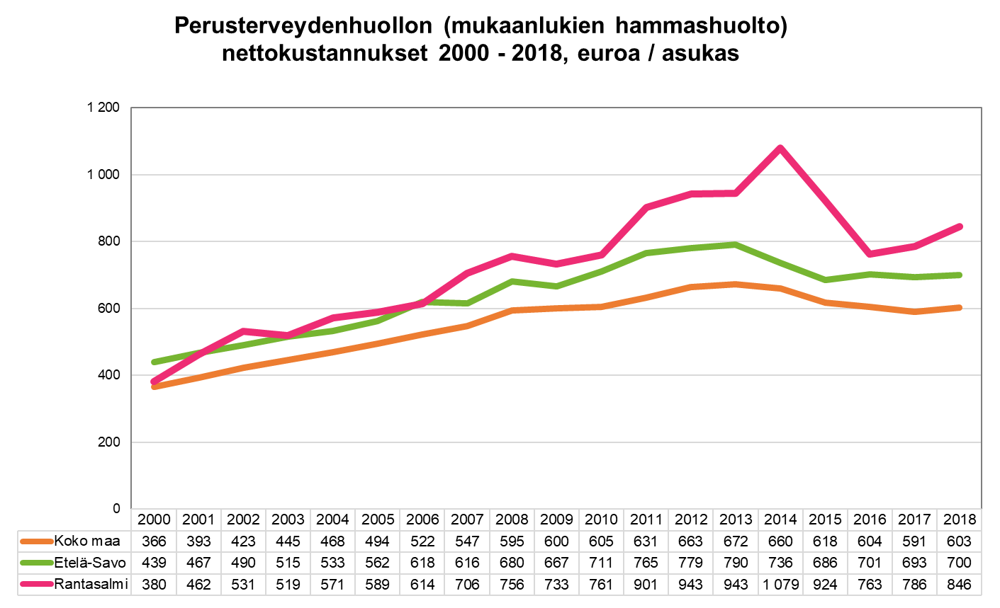 Perusterveydenhuollon (mukaanlukien hammashuolto)
nettokustannukset 2000 - 2018, euroa / asukas
1 200
1 000
800
600
400
200
0
2000 2001 2002 2003 2004 2005 2006 2007 2008 2009 2010 2011 2012 2013 2014 2015 2016 2017 2018
Koko maa 366 393 423 445 468 494 522 547 595 600 605 631 663 672 660 618 604 591 603
Etelä-Savo 439 467 490 515 533 562 618 616 680 667 711 765 779 790 736 686 701 693 700
Rantasalmi 380 462 531 519 571 589 614 706 756 733 761 901 943 943 1 079 924 763 786 846